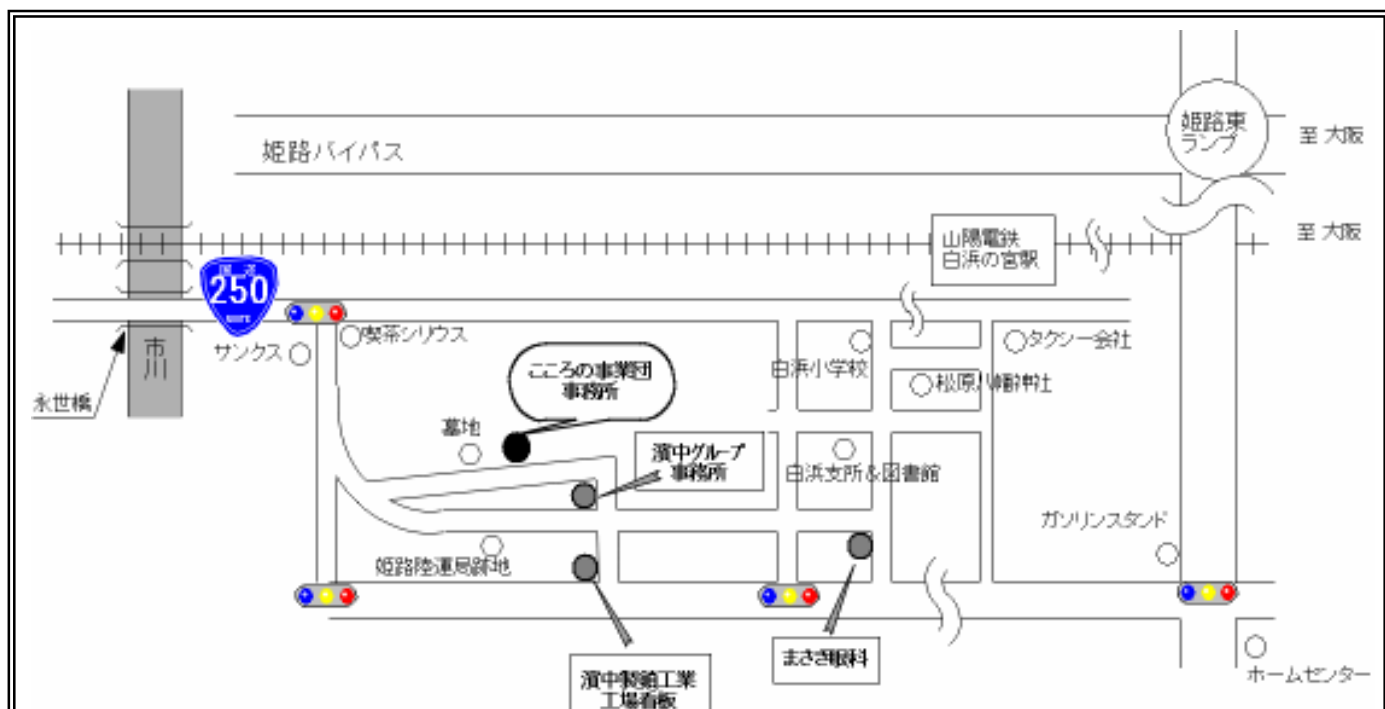 姫路東
ランプ
至 大阪
姫路バイパス
至 大阪
山陽電鉄
白浜の宮駅
国道
250
ROUTE
喫茶シリウス
サンクス
市川
永世橋
こころの事業団
事務所
白浜小学校
タクシー会社
松原八幡神社
墓地
濱中グループ
事務所
白浜支所&図書館
ガソリンスタンド
姫路陸運局跡地
まさき眼科
濱中製鎖工業
工場看板
ホームセンター